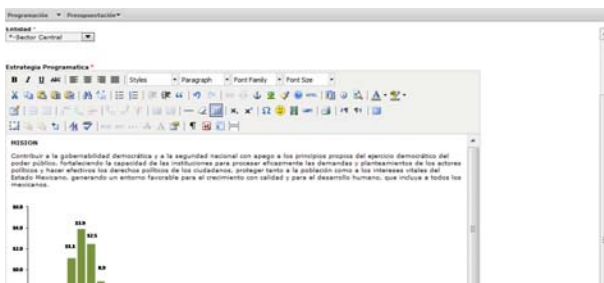 Programación Presupuestación
Entidad *
*-Sector Central
Estrategia Programatica *
B I U ABC Styles Paragraph Font Family Font Size
MISION
Contribuir a la gobernabilidad democrática y a la seguridad nacional con apego a los principios propios del ejercicio democrático del
poder público, fortaleciendo la capacidad de las instituciones para procesar eficazmente las demandas y planteamientos de los actores
políticos y hacer efectivos los derechos políticos de los ciudadanos, proteger tanto a la población como a los intereses vitales del
Estado Mexicano, generando un entorno favorable para el crecimiento con calidad y para el desarrollo humano, que incluya a todos los
mexicanos.